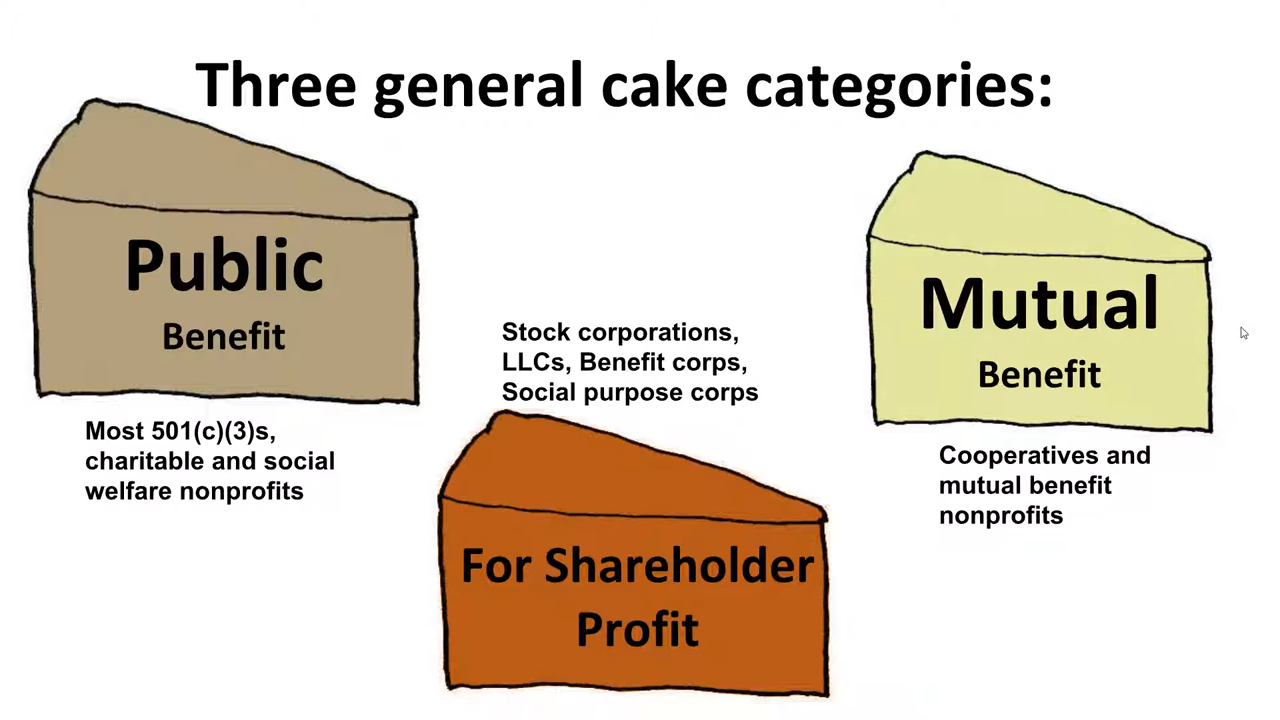 Three general cake categories:
Public
Benefit
Most 501(c)(3)s,
charitable and social
welfare nonprofits
Stock corporations,
LLCs, Benefit corps,
Social purpose corps
For Shareholder
Profit
Mutual
Benefit
Cooperatives and
mutual benefit
nonprofits